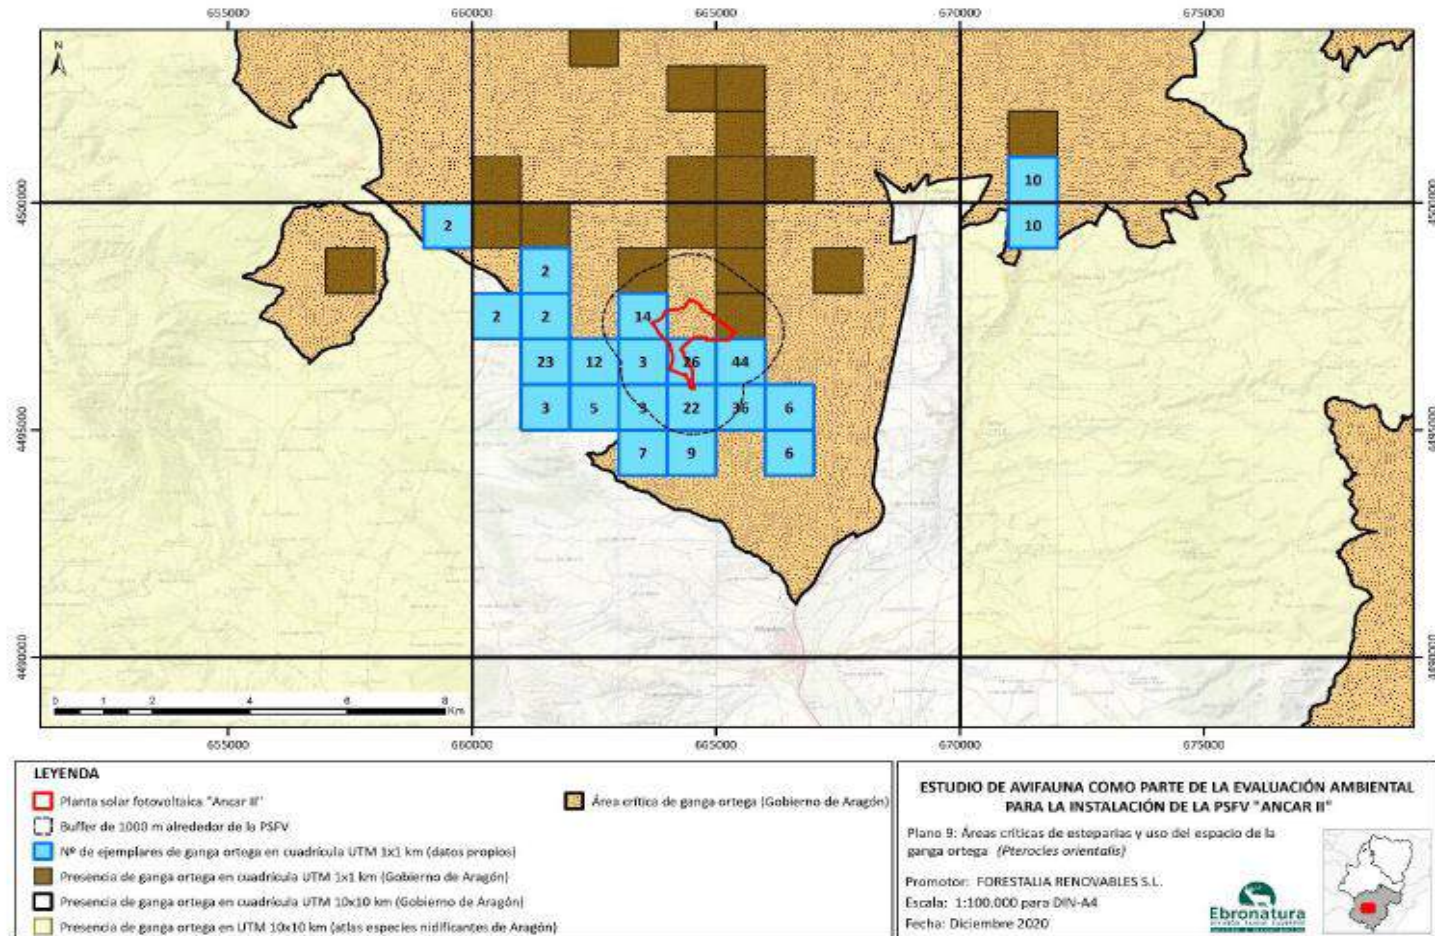 655000 660000 665000 670000 675000
N
10
4500000 4500000
2 10
2
2 2 14
23 12 3 26 44
3 5 3 22 36 6
4495000 4495000
7 9 6
4490000 4490000
0 1 2 4 6 8
Km
655000 660000 665000 670000 675000
LEYENDA
Planta solar fotovoltaica "Ancar II"
Buffer de 1000 m alrededor de la PSFV
Nº de ejemplares de ganga ortega en cuadrícula UTM 1x1 km (datos propios)
Presencia de ganga ortega en cuadrícula UTM 1x1 km (Gobierno de Aragón)
Presencia de ganga ortega en cuadrícula UTM 10x10 km (Gobierno de Aragón)
Presencia de ganga ortega en UTM 10x10 km (atlas especies nidificantes de Aragón)
Área crítica de ganga ortega (Gobierno de Aragón)
ESTUDIO DE AVIFAUNA COMO PARTE DE LA EVALUACIÓN AMBIENTAL
PARA LA INSTALACIÓN DE LA PSFV "ANCAR II"
Plano 9: Áreas críticas de esteparias y uso del espacio de la
ganga ortega (Pterocles orientalis)
Promotor: FORESTALIA RENOVABLES S.L.
Escala: 1:100.000 para DIN-A4
Fecha: Diciembre 2020
Ebronatura